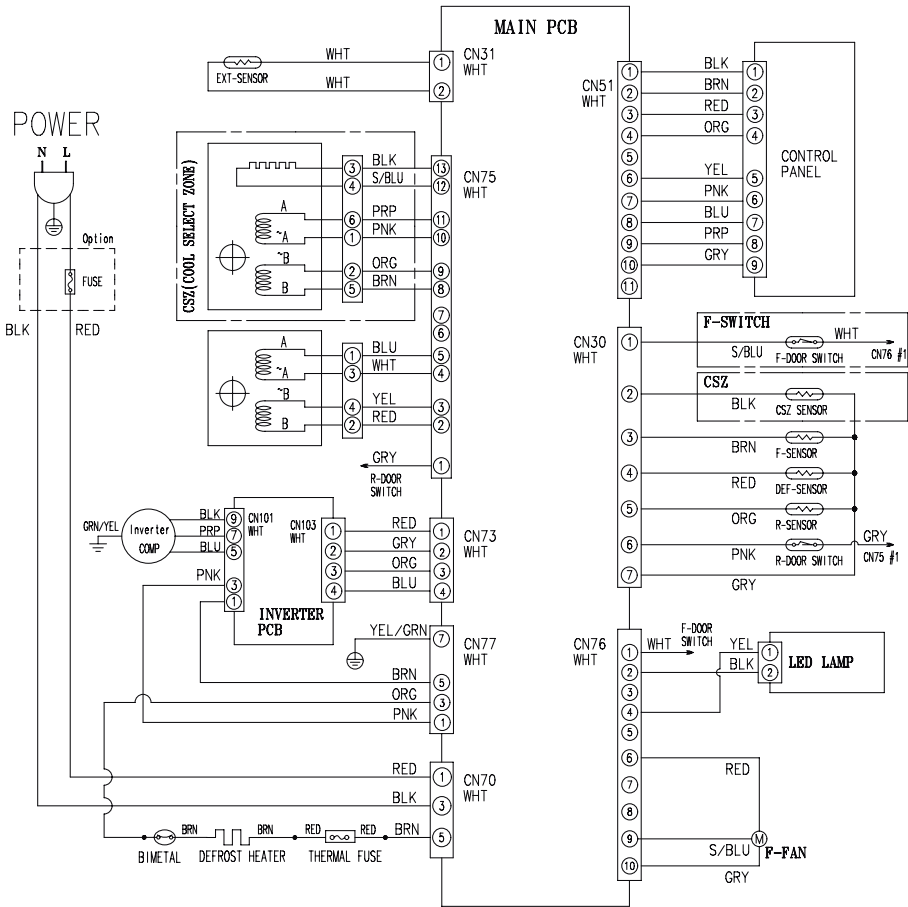 MAIN PCB
POWER
N L
Option
FUSE
BLK
RED
WHT
EXT-SENSOR
WHT
1
2
CN31
WHT
CSZ(COOL SELECT ZONE)
A
~A
~B
B
3 BLK 13
4 S/BLU 12
6 PRP 11
1 PNK 10
2 ORG 9
5 BRN 8
7
6
CN75
WHT
A
~A
~B
B
1 BLU 5
3 WHT 4
4 YEL 3
2 RED 2
GRY 1
R-DOOR
SWITCH
GRN/YEL
Inverter
COMP
BLK 9
PRP 7
BLU 5
PNK 3
1
CN101
WHT
CN103
WHT
INVERTER
PCB
1 RED 1
2 GRY 2
3 ORG 3
4 BLU 4
CN73
WHT
YEL/GRN 7
BRN 5
ORG 3
PNK 1
CN77
WHT
RED 1
BLK 3
BRN 5
CN70
WHT
BRN
BRN
RED
RED
BIMETAL
DEFROST HEATER
THERMAL FUSE
CN51
WHT
1 BLK 1
2 BRN 2
3 RED 3
4 ORG 4
5
6 YEL 5
7 PNK 6
8 BLU 7
9 PRP 8
10 GRY 9
11
CONTROL
PANEL
CN30
WHT
F-SWITCH
1 S/BLU
F-DOOR SWITCH
WHT
CN76 #1
CSZ
2 BLK
CSZ SENSOR
3 BRN
F-SENSOR
4 RED
DEF-SENSOR
5 ORG
R-SENSOR
6 PNK
R-DOOR SWITCH
GRY
CN75 #1
7 GRY
CN76
WHT
1 WHT
F-DOOR
SWITCH
2
3
4
5
6
7
8
9
10
YEL 1
BLK 2
LED LAMP
RED
S/BLU
GRY
M
F-FAN